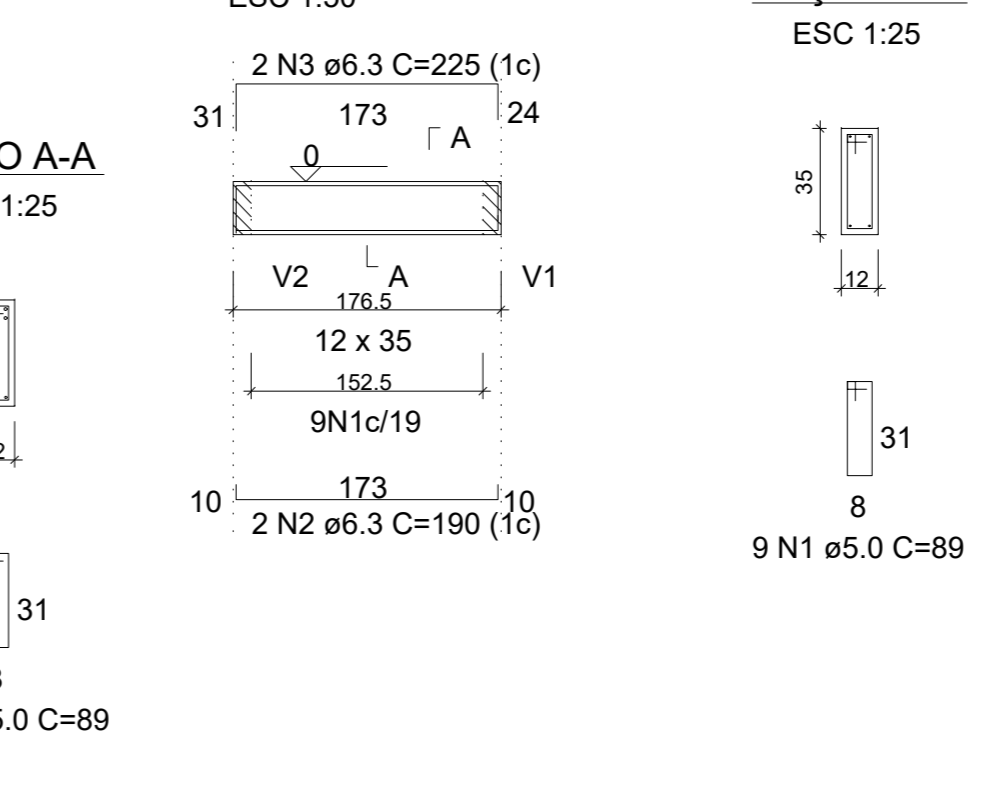 ESC 1:50
ESC 1:25
2 N3 ø6.3 C=225 (1c)
31
173
24
A
0
O A-A
1:25
35
12
V2
A
V1
176.5
12 x 35
152.5
9N1c/19
31
8
9 N1 ø5.0 C=89
173
10
10
2 N2 ø6.3 C=190 (1c)
2
31
5.0 C=89